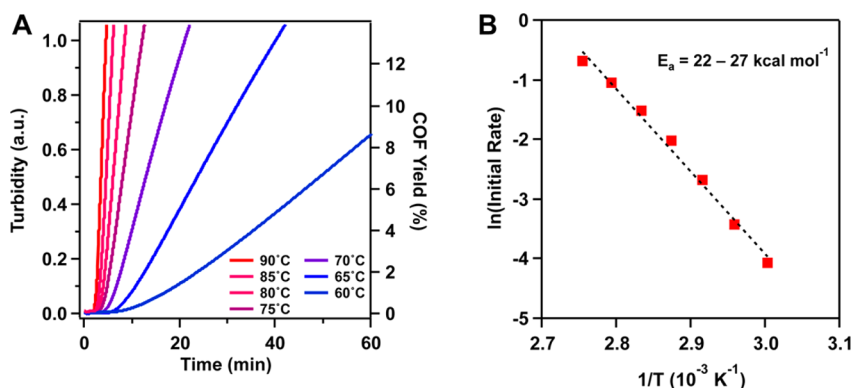 A
Turbidity (a.u.)
1.0
0.8
0.6
0.4
0.2
0.0
0
20
40
60
Time (min)
12
10
8
6
4
2
0
COF Yield (%)
90˚C
85˚C
80˚C
75˚C
70˚C
65˚C
60˚C
B
ln(Initial Rate)
0
-1
-2
-3
-4
-5
2.7
2.8
2.9
3.0
3.1
1/T (10⁻³ K⁻¹)
Eₐ = 22 – 27 kcal mol⁻¹